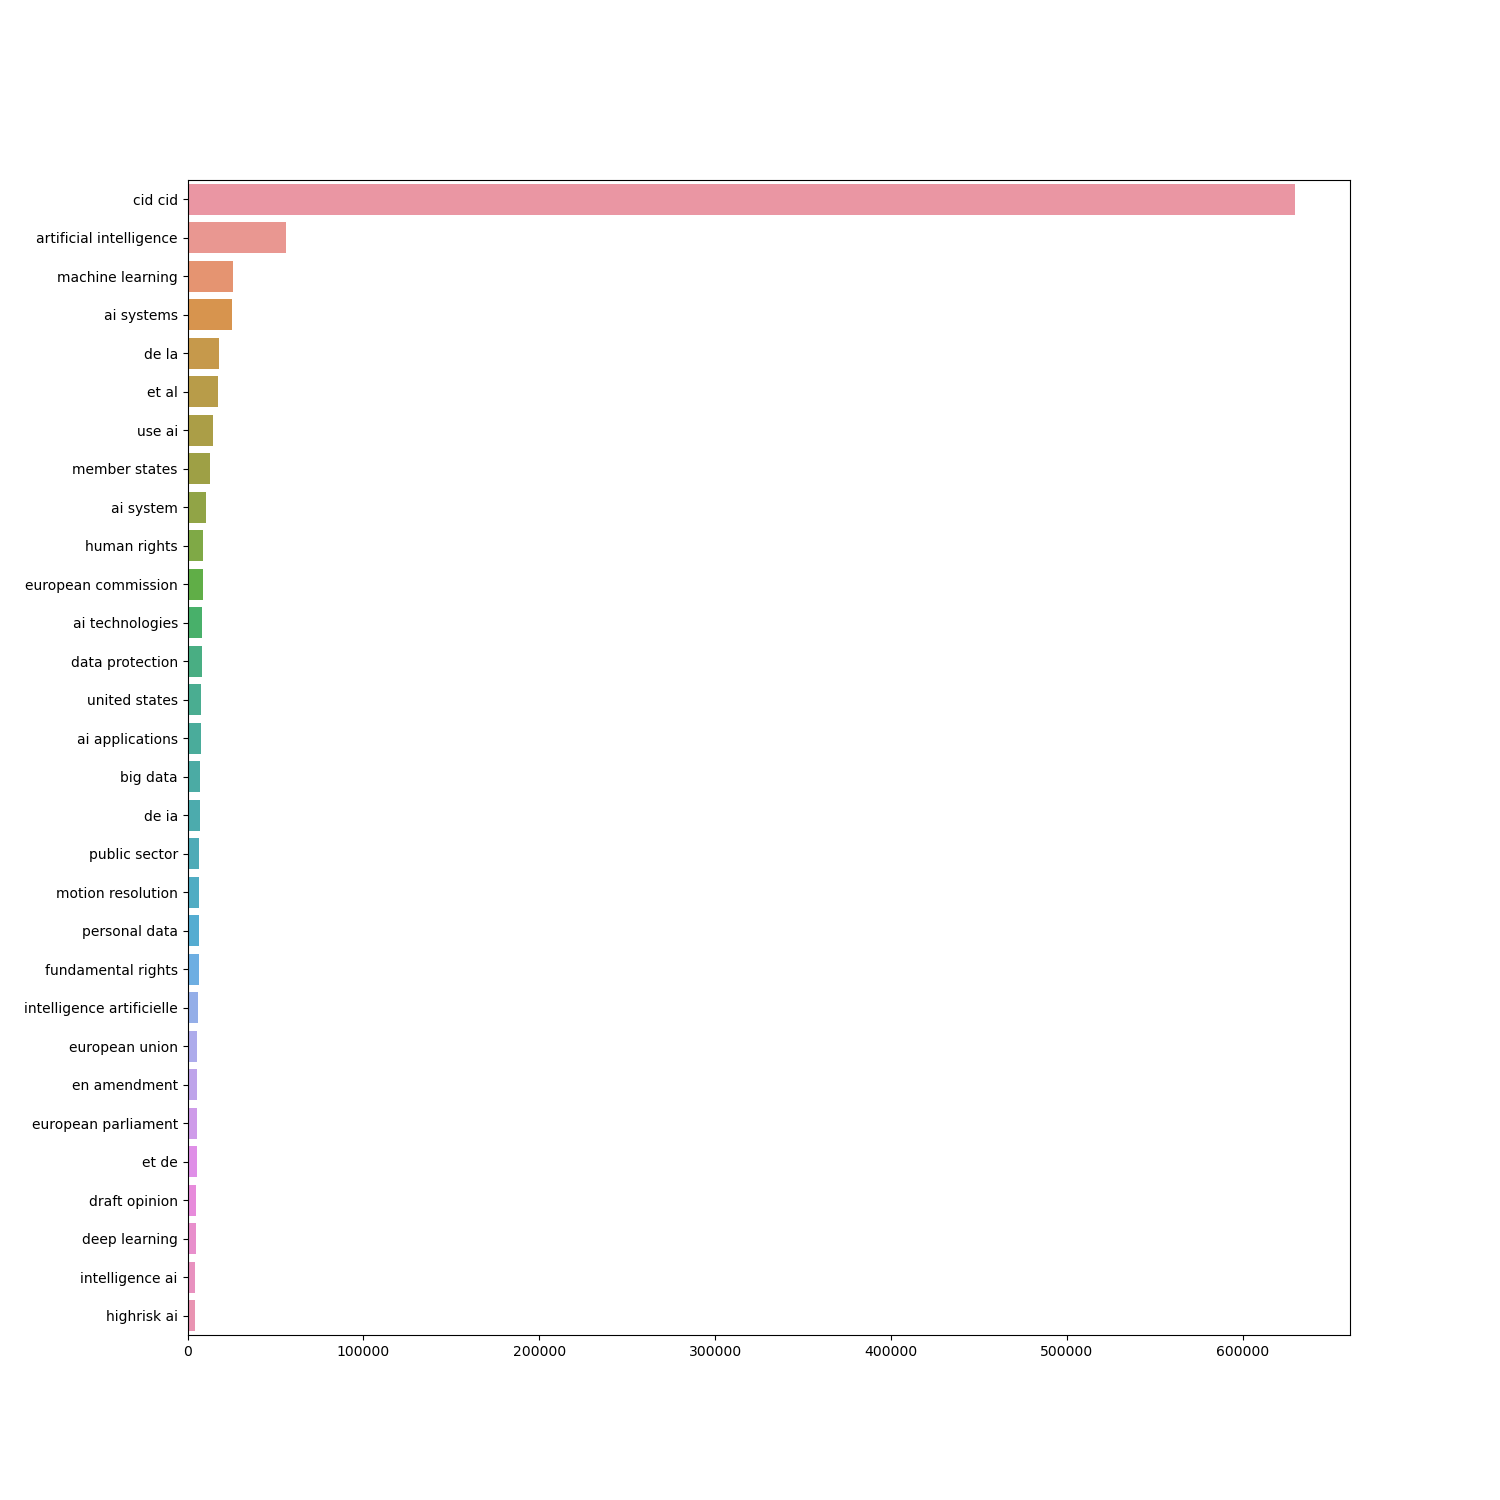 cid cid
artificial intelligence
machine learning
ai systems
de la
et al
use ai
member states
ai system
human rights
european commission
ai technologies
data protection
united states
ai applications
big data
de ia
public sector
motion resolution
personal data
fundamental rights
intelligence artificielle
european union
en amendment
european parliament
et de
draft opinion
deep learning
intelligence ai
highrisk ai
0 100000 200000 300000 400000 500000 600000